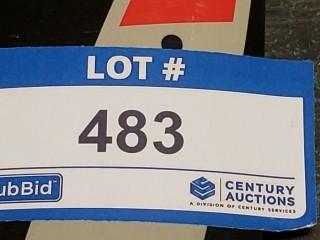 LOT #
483
ubBid
CENTURY
AUCTIONS
A DIVISION OF CENTURY SERVICES